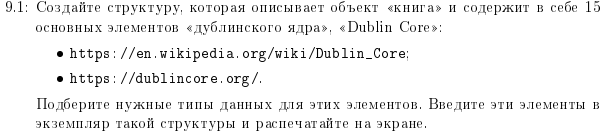 9.1: Создайте структуру, которая описывает объект «книга» и содержит в себе 15
основных элементов «дублинского ядра», «Dublin Core»:
• https://en.wikipedia.org/wiki/Dublin_Core;
• https://dublincore.org/.
Подберите нужные типы данных для этих элементов. Введите эти элементы в
экземпляр такой структуры и распечатайте на экране.